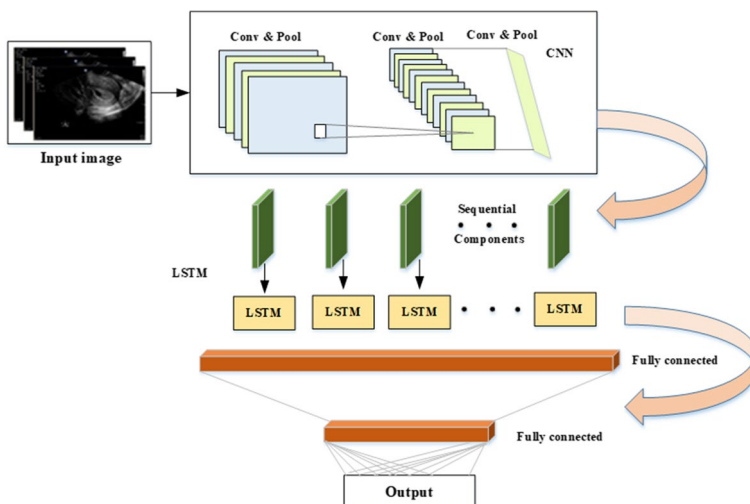 Conv & Pool
Conv & Pool
Conv & Pool
CNN
Input image
Sequential
Components
LSTM
LSTM
LSTM
LSTM
LSTM
Fully connected
Fully connected
Output